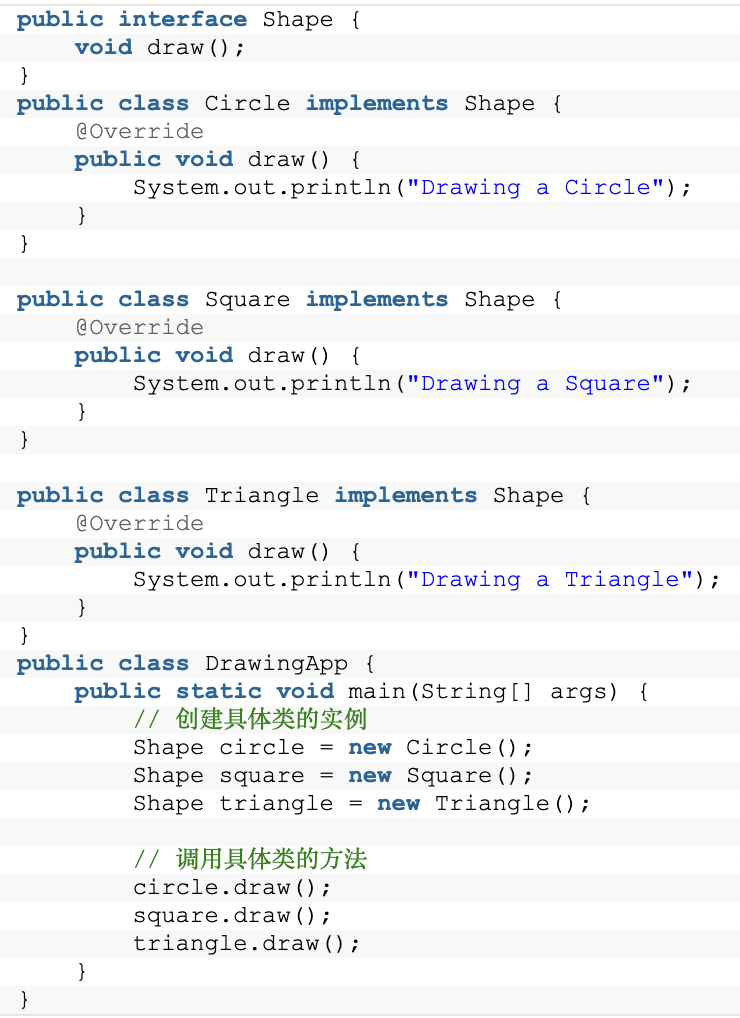 public interface Shape {
    void draw();
}
public class Circle implements Shape {
    @Override
    public void draw() {
        System.out.println("Drawing a Circle");
    }
}

public class Square implements Shape {
    @Override
    public void draw() {
        System.out.println("Drawing a Square");
    }
}

public class Triangle implements Shape {
    @Override
    public void draw() {
        System.out.println("Drawing a Triangle");
    }
}
public class DrawingApp {
    public static void main(String[] args) {
        // 创建具体类的实例
        Shape circle = new Circle();
        Shape square = new Square();
        Shape triangle = new Triangle();

        // 调用具体类的方法
        circle.draw();
        square.draw();
        triangle.draw();
    }
}